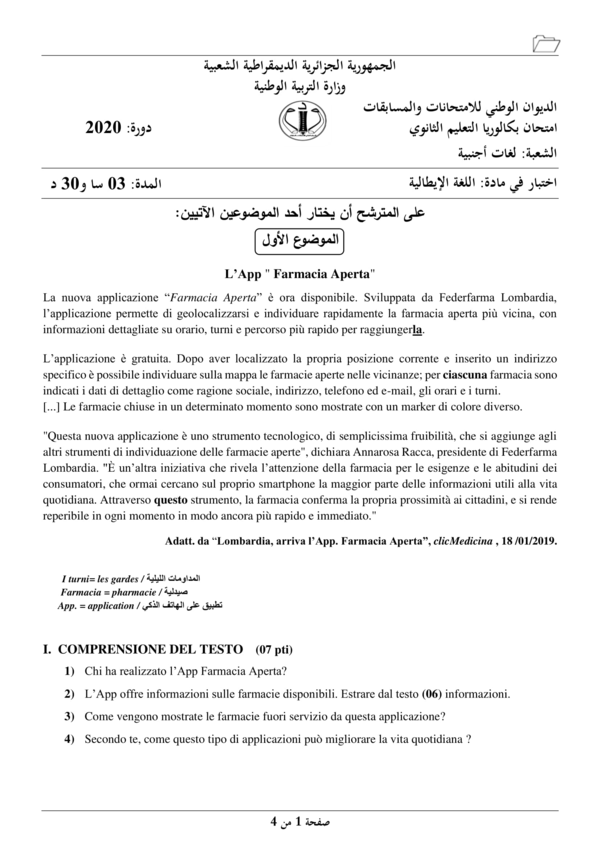 الجمهورية الجزائرية الديمقراطية الشعبية
وزارة التربية الوطنية
الديوان الوطني للامتحانات والمسابقات
امتحان بكالوريا التعليم الثانوي
دورة: 2020
الشعبة: لغات أجنبية
اختبار في مادة: اللغة الإيطالية
المدة: 03 سا و30 د
على المترشح أن يختار أحد الموضوعين الآتيين:
الموضوع الأول
L'App " Farmacia Aperta"
La nuova applicazione “Farmacia Aperta” è ora disponibile. Sviluppata da Federfarma Lombardia,
l'applicazione permette di geolocalizzarsi e individuare rapidamente la farmacia aperta più vicina, con
informazioni dettagliate su orario, turni e percorso più rapido per raggiungerla.
L'applicazione è gratuita. Dopo aver localizzato la propria posizione corrente e inserito un indirizzo
specifico è possibile individuare sulla mappa le farmacie aperte nelle vicinanze; per ciascuna farmacia sono
indicati i dati di dettaglio come ragione sociale, indirizzo, telefono ed e-mail, gli orari e i turni.
[...] Le farmacie chiuse in un determinato momento sono mostrate con un marker di colore diverso.
"Questa nuova applicazione è uno strumento tecnologico, di semplicissima fruibilità, che si aggiunge agli
altri strumenti di individuazione delle farmacie aperte", dichiara Annarosa Racca, presidente di Federfarma
Lombardia. "È un'altra iniziativa che rivela l'attenzione della farmacia per le esigenze e le abitudini dei
consumatori, che ormai cercano sul proprio smartphone la maggior parte delle informazioni utili alla vita
quotidiana. Attraverso questo strumento, la farmacia conferma la propria prossimità ai cittadini, e si rende
reperibile in ogni momento in modo ancora più rapido e immediato."
Adatt. da “Lombardia, arriva l'App. Farmacia Aperta”, clicMedicina , 18 /01/2019.
I turni= les gardes / المداومات الليلية
Farmacia = pharmacie / صيدلية
App. = application / تطبيق على الهاتف الذكي
I. COMPRENSIONE DEL TESTO (07 pti)
1) Chi ha realizzato l'App Farmacia Aperta?
2) L'App offre informazioni sulle farmacie disponibili. Estrare dal testo (06) informazioni.
3) Come vengono mostrate le farmacie fuori servizio da questa applicazione?
4) Secondo te, come questo tipo di applicazioni può migliorare la vita quotidiana ?
صفحة 1 من 4